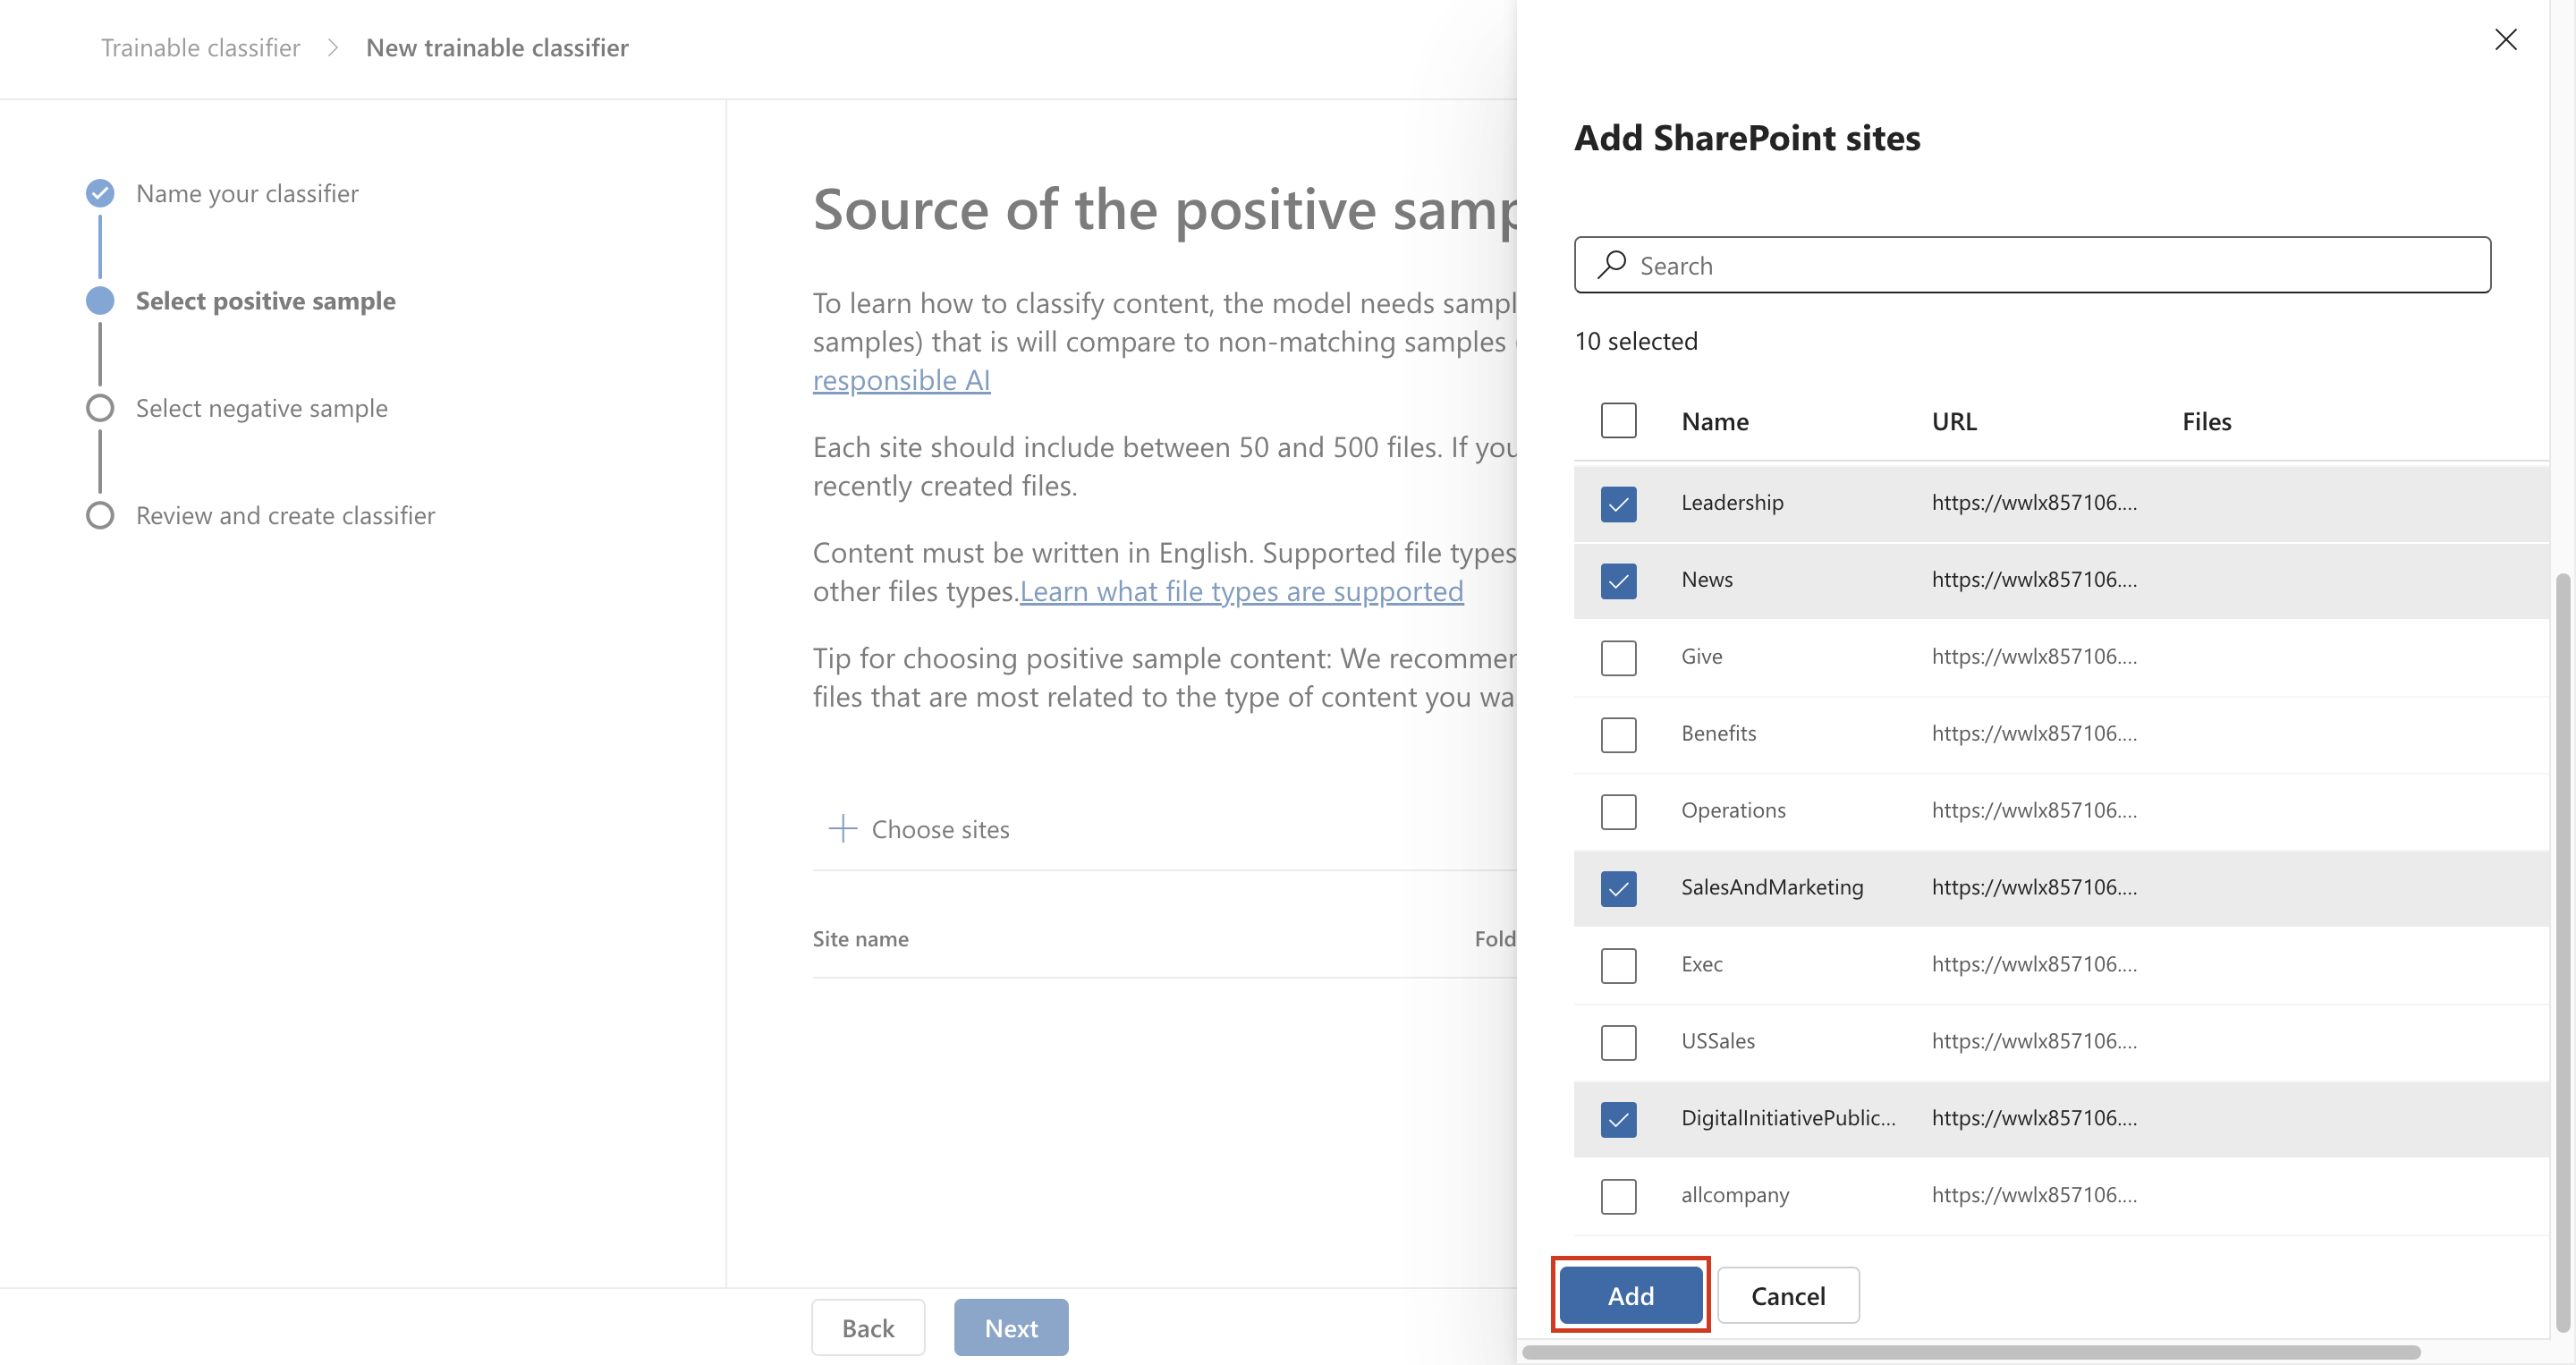 Trainable classifier > New trainable classifier
Name your classifier
Select positive sample
Select negative sample
Review and create classifier
Source of the positive samp
To learn how to classify content, the model needs sampl
samples) that is will compare to non-matching samples (
responsible AI
Each site should include between 50 and 500 files. If you
recently created files.
Content must be written in English. Supported file types
other files types.Learn what file types are supported
Tip for choosing positive sample content: We recommer
files that are most related to the type of content you wa
Choose sites
Site name Fold
Back Next
Add SharePoint sites
Search
10 selected
Name URL Files
Leadership https://wwlx857106....
News https://wwlx857106....
Give https://wwlx857106....
Benefits https://wwlx857106....
Operations https://wwlx857106....
SalesAndMarketing https://wwlx857106....
Exec https://wwlx857106....
USSales https://wwlx857106....
DigitalInitiativePublic... https://wwlx857106....
allcompany https://wwlx857106....
Add Cancel